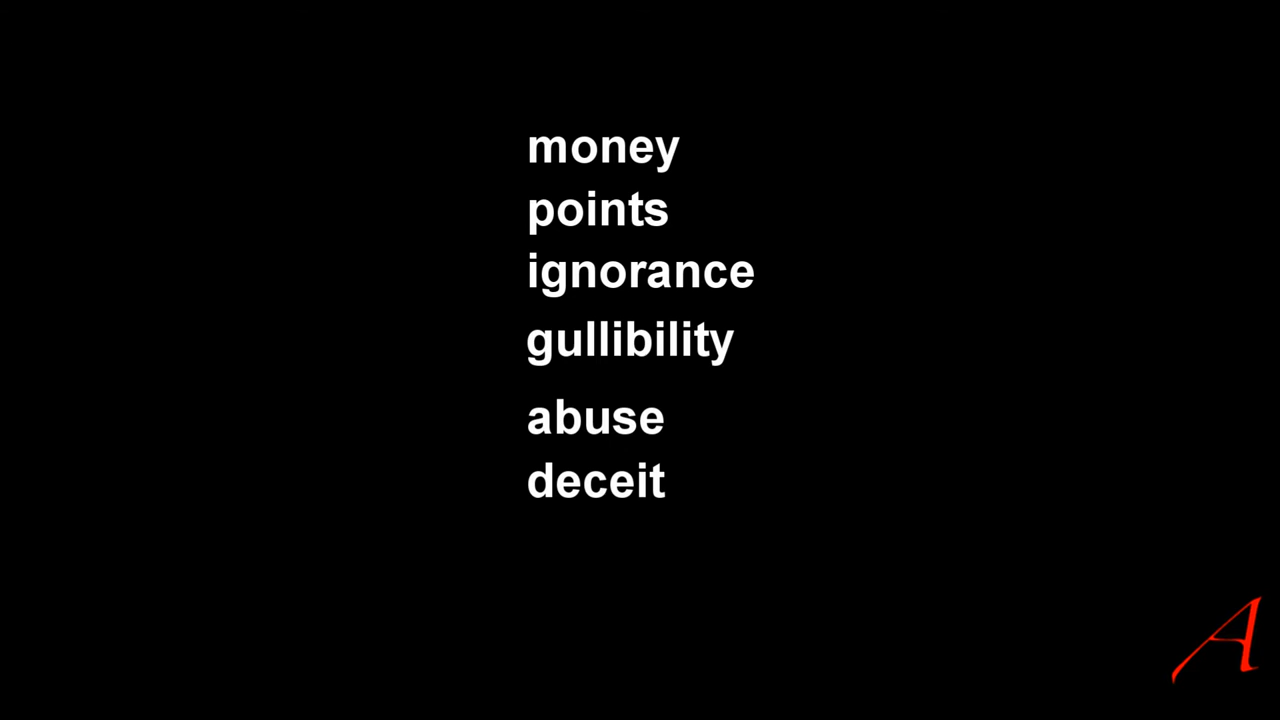 money
points
ignorance
gullibility
abuse
deceit
A